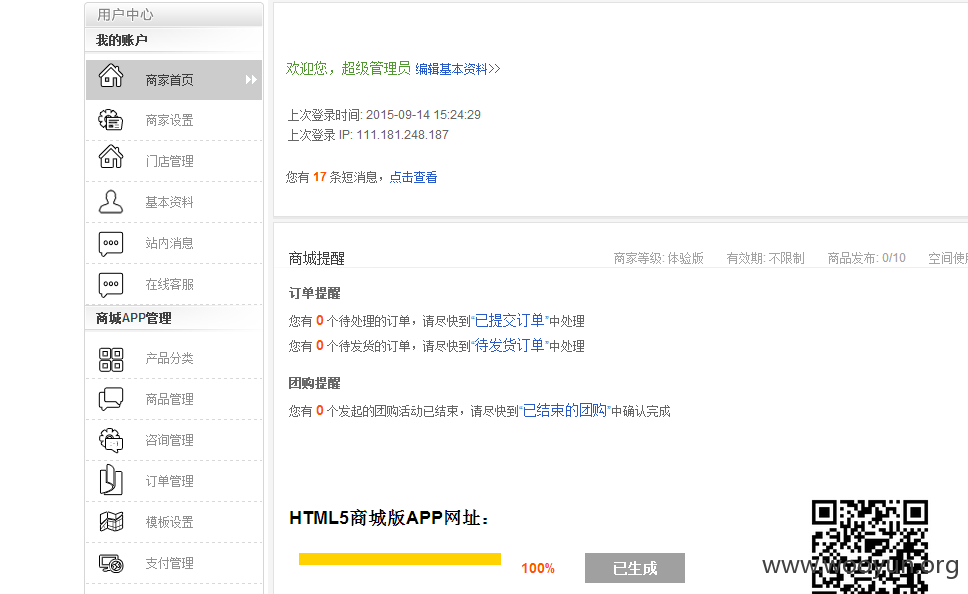 用户中心
我的账户
商家首页
商家设置
门店管理
基本资料
站内消息
在线客服
商城APP管理
产品分类
商品管理
咨询管理
订单管理
模板设置
支付管理
欢迎您，超级管理员 编辑基本资料>>
上次登录时间: 2015-09-14 15:24:29
上次登录 IP: 111.181.248.187
您有 17 条短消息，点击查看
商城提醒 商家等级: 体验版 有效期: 不限制 商品发布: 0/10 空间使用
订单提醒
您有 0 个待处理的订单，请尽快到“已提交订单”中处理
您有 0 个待发货的订单，请尽快到“待发货订单”中处理
团购提醒
您有 0 个发起的团购活动已结束，请尽快到“已结束的团购”中确认完成
HTML5商城版APP网址：
100% 已生成
www.wooyun.org